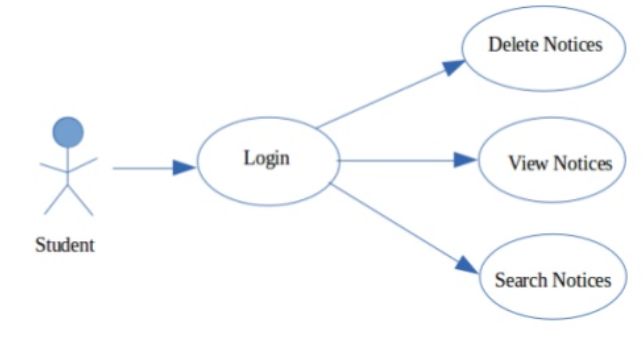 Delete Notices
Login
View Notices
Student
Search Notices